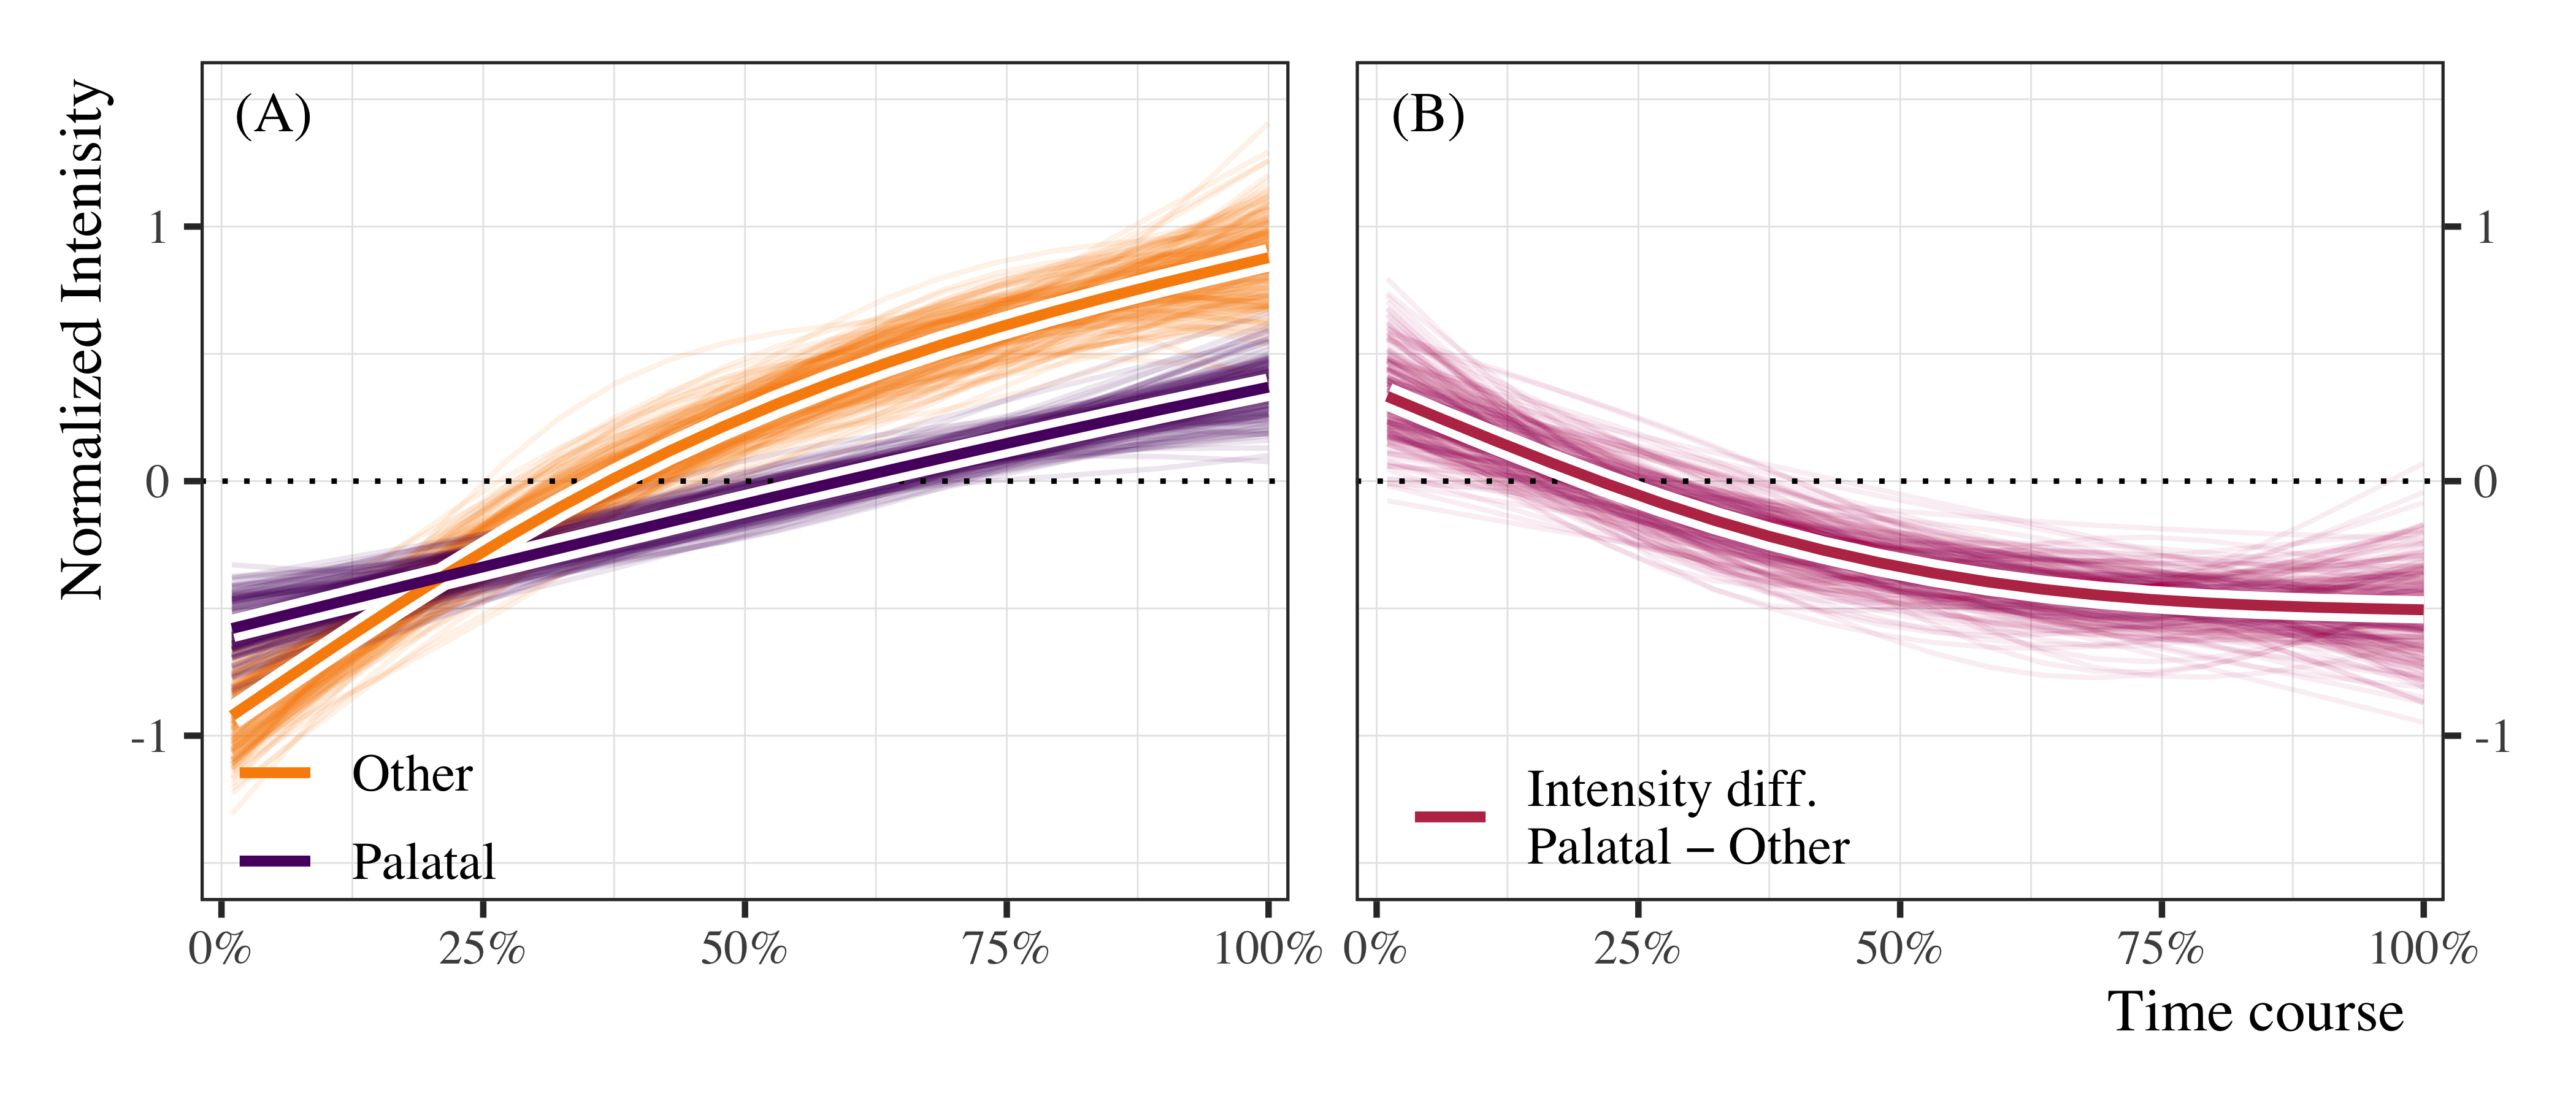 Normalized Intenisity
(A)
1
0
-1
Other
Palatal
0% 25% 50% 75% 100%
(B)
1
0
-1
Intensity diff.
Palatal − Other
0% 25% 50% 75% 100%
Time course